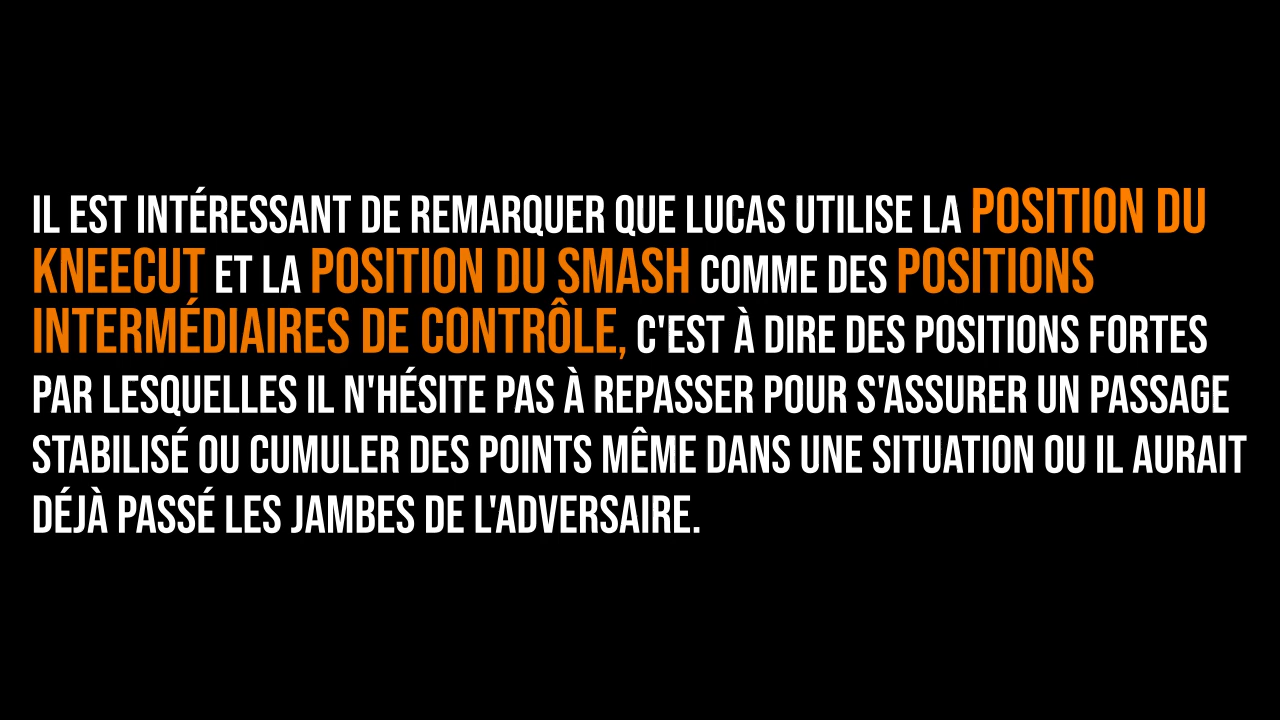 IL EST INTÉRESSANT DE REMARQUER QUE LUCAS UTILISE LA POSITION DU
KNEECUT ET LA POSITION DU SMASH COMME DES POSITIONS
INTERMÉDIAIRES DE CONTRÔLE, C'EST À DIRE DES POSITIONS FORTES
PAR LESQUELLES IL N'HÉSITE PAS À REPASSER POUR S'ASSURER UN PASSAGE
STABILISÉ OU CUMULER DES POINTS MÊME DANS UNE SITUATION OU IL AURAIT
DÉJÀ PASSÉ LES JAMBES DE L'ADVERSAIRE.